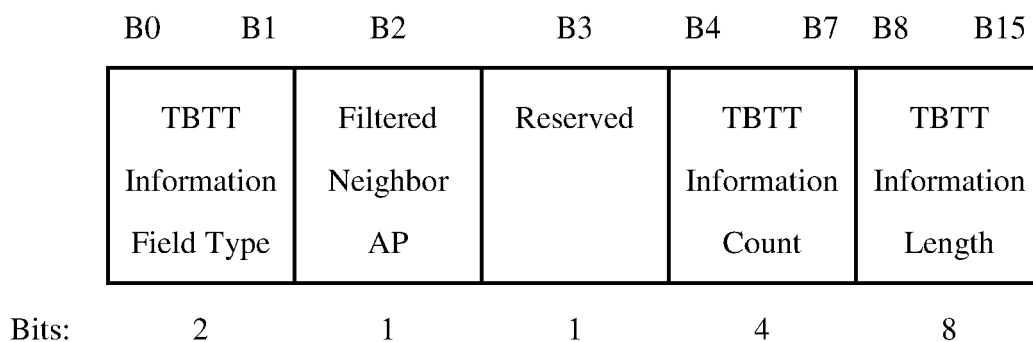 B0 B1 B2 B3 B4 B7 B8 B15
TBTT Filtered Reserved TBTT TBTT
Information Neighbor Information Information
Field Type AP Count Length
Bits: 2 1 1 4 8